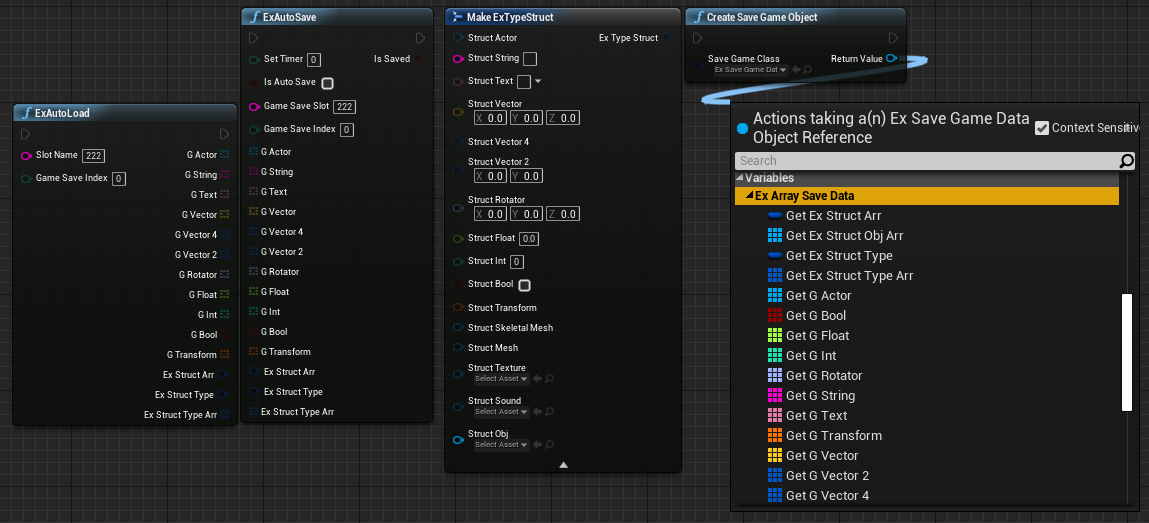 ExAutoLoad
Slot Name 222
Game Save Index 0
G Actor
G String
G Text
G Vector
G Vector 4
G Vector 2
G Rotator
G Float
G Int
G Bool
G Transform
Ex Struct Arr
Ex Struct Type
Ex Struct Type Arr
ExAutoSave
Set Timer 0
Is Saved
Is Auto Save
Game Save Slot 222
Game Save Index 0
G Actor
G String
G Text
G Vector
G Vector 4
G Vector 2
G Rotator
G Float
G Int
G Bool
G Transform
Ex Struct Arr
Ex Struct Type
Ex Struct Type Arr
Make ExTypeStruct
Struct Actor
Ex Type Struct
Struct String
Struct Text
Struct Vector
X 0.0 Y 0.0 Z 0.0
Struct Vector 4
Struct Vector 2
X 0.0 Y 0.0
Struct Rotator
X 0.0 Y 0.0 Z 0.0
Struct Float 0.0
Struct Int 0
Struct Bool
Struct Transform
Struct Skeletal Mesh
Struct Mesh
Struct Texture
Select Asset
Struct Sound
Select Asset
Struct Obj
Select Asset
Create Save Game Object
Save Game Class
Ex Save Game Dat
Return Value
Actions taking a(n) Ex Save Game Data
Object Reference
Context Sensitive
Search
Variables
Ex Array Save Data
Get Ex Struct Arr
Get Ex Struct Obj Arr
Get Ex Struct Type
Get Ex Struct Type Arr
Get G Actor
Get G Bool
Get G Float
Get G Int
Get G Rotator
Get G String
Get G Text
Get G Transform
Get G Vector
Get G Vector 2
Get G Vector 4